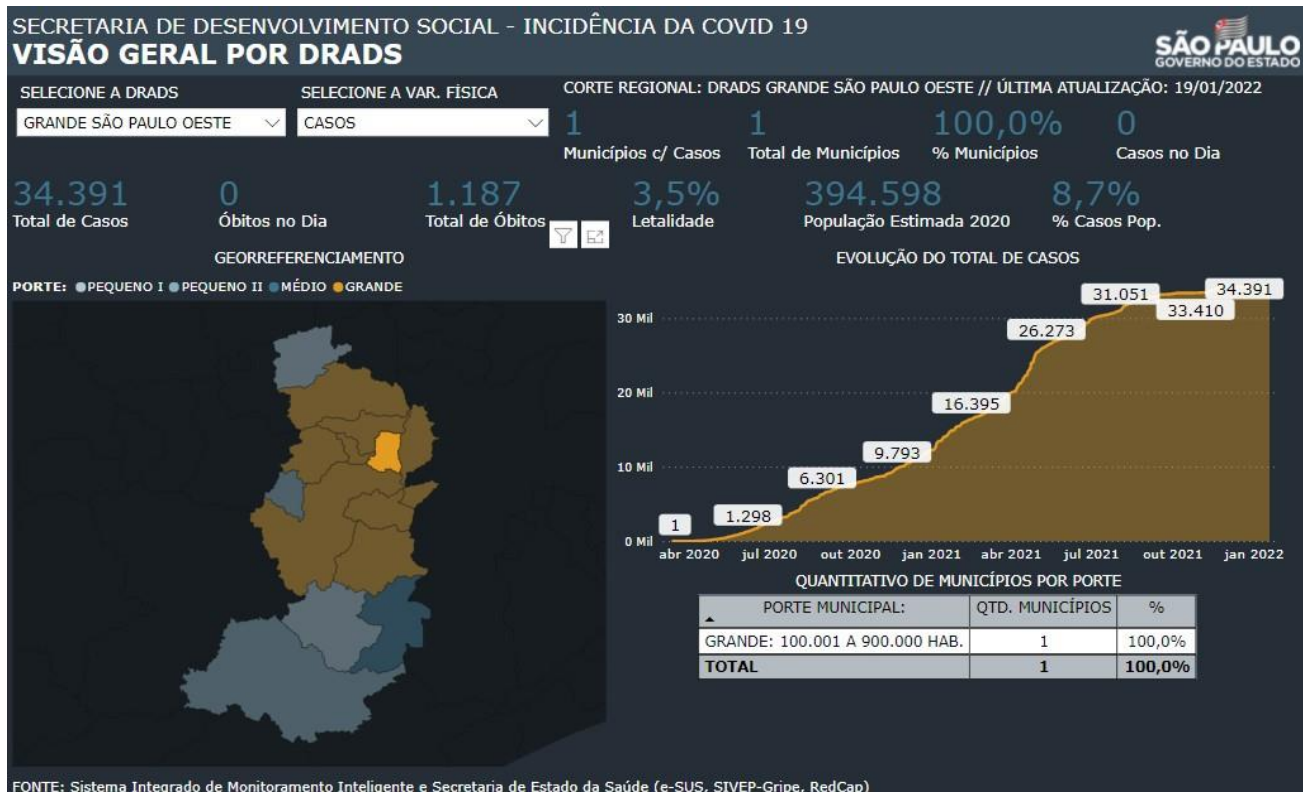 SECRETARIA DE DESENVOLVIMENTO SOCIAL - INCIDÊNCIA DA COVID 19
VISÃO GERAL POR DRADS
SÃO PAULO
GOVERNO DO ESTADO
SELECIONE A DRADS
SELECIONE A VAR. FÍSICA
CORTE REGIONAL: DRADS GRANDE SÃO PAULO OESTE // ÚLTIMA ATUALIZAÇÃO: 19/01/2022
GRANDE SÃO PAULO OESTE
CASOS
1 1 100,0% 0
Municípios c/ Casos Total de Municípios % Municípios Casos no Dia
34.391 0 1.187 3,5% 394.598 8,7%
Total de Casos Óbitos no Dia Total de Óbitos Letalidade População Estimada 2020 % Casos Pop.
GEORREFERENCIAMENTO
PORTE: PEQUENO I PEQUENO II MÉDIO GRANDE
EVOLUÇÃO DO TOTAL DE CASOS
30 Mil
20 Mil
10 Mil
0 Mil
1
1.298
6.301
9.793
16.395
26.273
31.051
33.410
34.391
abr 2020 jul 2020 out 2020 jan 2021 abr 2021 jul 2021 out 2021 jan 2022
QUANTITATIVO DE MUNICÍPIOS POR PORTE
PORTE MUNICIPAL: QTD. MUNICÍPIOS %
GRANDE: 100.001 A 900.000 HAB. 1 100,0%
TOTAL 1 100,0%
FONTE: Sistema Integrado de Monitoramento Inteligente e Secretaria de Estado da Saúde (e-SUS, SIVEP-Gripe, RedCap)